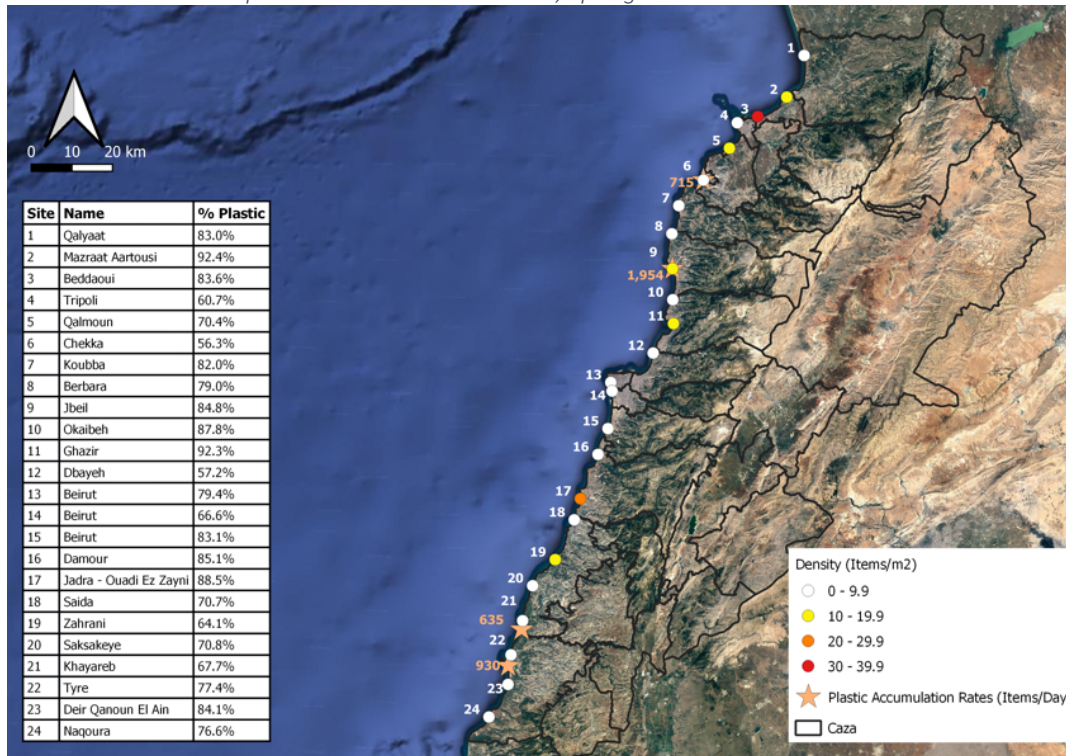 1
2
3
4
5
6
715
7
8
9
1,954
10
11
12
13
14
15
16
17
18
19
20
21
635
22
930
23
24
0 10 20 km
Site Name % Plastic
1 Qalyaat 83.0%
2 Mazraat Aartousi 92.4%
3 Beddaoui 83.6%
4 Tripoli 60.7%
5 Qalmoun 70.4%
6 Chekka 56.3%
7 Koubba 82.0%
8 Berbara 79.0%
9 Jbeil 84.8%
10 Okaibeh 87.8%
11 Ghazir 92.3%
12 Dbayeh 57.2%
13 Beirut 79.4%
14 Beirut 66.6%
15 Beirut 83.1%
16 Damour 85.1%
17 Jadra - Ouadi Ez Zayni 88.5%
18 Saida 70.7%
19 Zahrani 64.1%
20 Saksakeye 70.8%
21 Khayareb 67.7%
22 Tyre 77.4%
23 Deir Qanoun El Ain 84.1%
24 Naqoura 76.6%
Density (Items/m2)
0 - 9.9
10 - 19.9
20 - 29.9
30 - 39.9
Plastic Accumulation Rates (Items/Day
Caza